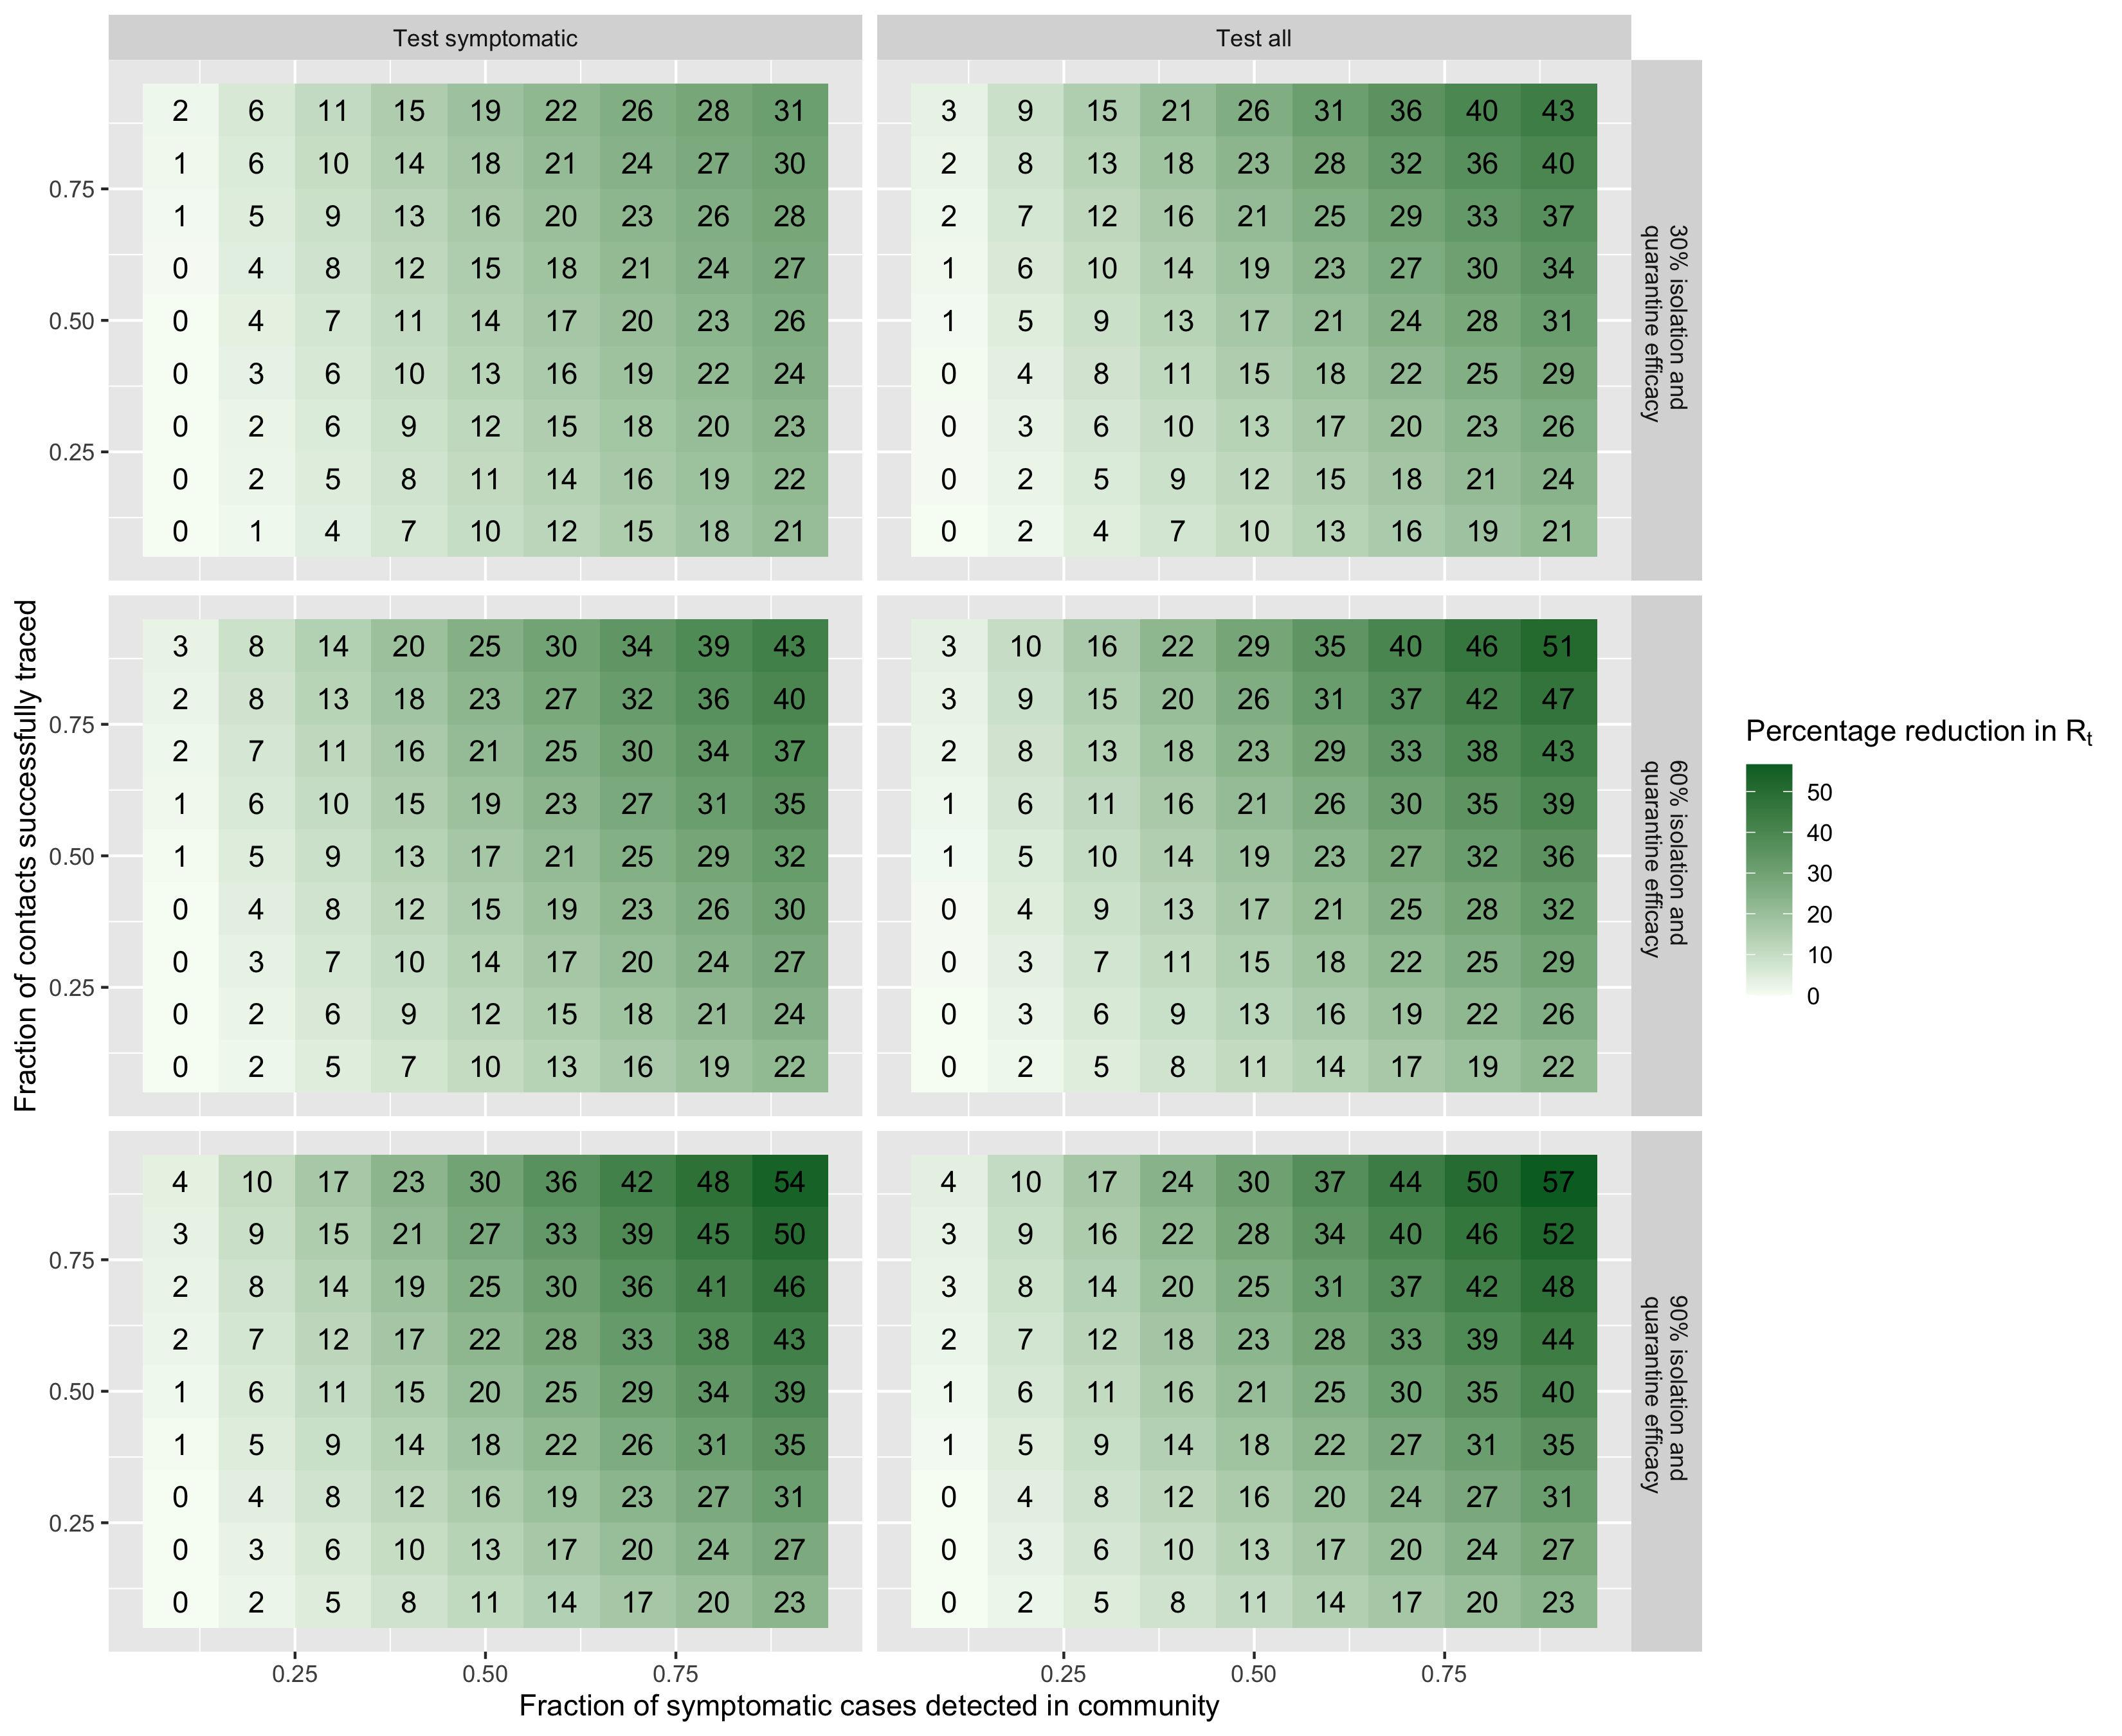 Test symptomatic
Test all
2 6 11 15 19 22 26 28 31
3 9 15 21 26 31 36 40 43
1 6 10 14 18 21 24 27 30
2 8 13 18 23 28 32 36 40
0.75
1 5 9 13 16 20 23 26 28
2 7 12 16 21 25 29 33 37
0 4 8 12 15 18 21 24 27
1 6 10 14 19 23 27 30 34
0.50
0 4 7 11 14 17 20 23 26
1 5 9 13 17 21 24 28 31
0 3 6 10 13 16 19 22 24
0 4 8 11 15 18 22 25 29
0 2 6 9 12 15 18 20 23
0 3 6 10 13 17 20 23 26
0.25
0 2 5 8 11 14 16 19 22
0 2 5 9 12 15 18 21 24
0 1 4 7 10 12 15 18 21
0 2 4 7 10 13 16 19 21
30% isolation and
quarantine efficacy
Fraction of contacts successfully traced
3 8 14 20 25 30 34 39 43
3 10 16 22 29 35 40 46 51
2 8 13 18 23 27 32 36 40
3 9 15 20 26 31 37 42 47
0.75
2 7 11 16 21 25 30 34 37
2 8 13 18 23 29 33 38 43
1 6 10 15 19 23 27 31 35
1 6 11 16 21 26 30 35 39
0.50
1 5 9 13 17 21 25 29 32
1 5 10 14 19 23 27 32 36
0 4 8 12 15 19 23 26 30
0 4 9 13 17 21 25 28 32
0 3 7 10 14 17 20 24 27
0 3 7 11 15 18 22 25 29
0.25
0 2 6 9 12 15 18 21 24
0 3 6 9 13 16 19 22 26
0 2 5 7 10 13 16 19 22
0 2 5 8 11 14 17 19 22
60% isolation and
quarantine efficacy
Percentage reduction in Rt
50
40
30
20
10
0
4 10 17 23 30 36 42 48 54
4 10 17 24 30 37 44 50 57
3 9 15 21 27 33 39 45 50
3 9 16 22 28 34 40 46 52
0.75
2 8 14 19 25 30 36 41 46
3 8 14 20 25 31 37 42 48
2 7 12 17 22 28 33 38 43
2 7 12 18 23 28 33 39 44
0.50
1 6 11 15 20 25 29 34 39
1 6 11 16 21 25 30 35 40
1 5 9 14 18 22 26 31 35
1 5 9 14 18 22 27 31 35
0 4 8 12 16 19 23 27 31
0 4 8 12 16 20 24 27 31
0.25
0 3 6 10 13 17 20 24 27
0 3 6 10 13 17 20 24 27
0 2 5 8 11 14 17 20 23
0 2 5 8 11 14 17 20 23
90% isolation and
quarantine efficacy
0.25 0.50 0.75
0.25 0.50 0.75
Fraction of symptomatic cases detected in community